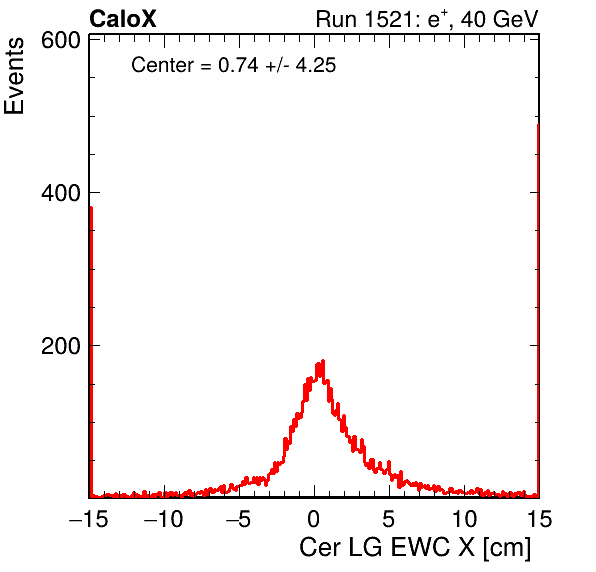 CaloX
Run 1521: e+, 40 GeV
Events
Center = 0.74 +/- 4.25
600
400
200
−15 −10 −5 0 5 10 15
Cer LG EWC X [cm]